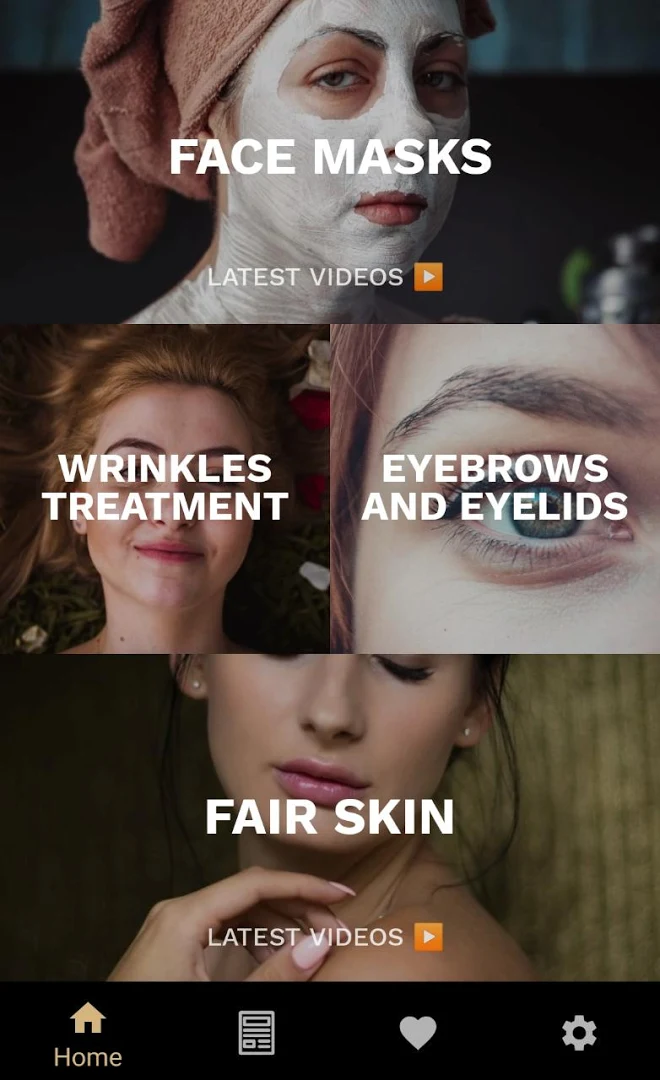 FACE MASKS
LATEST VIDEOS ▶️
WRINKLES
TREATMENT
EYEBROWS
AND EYELIDS
FAIR SKIN
LATEST VIDEOS ▶️
Home